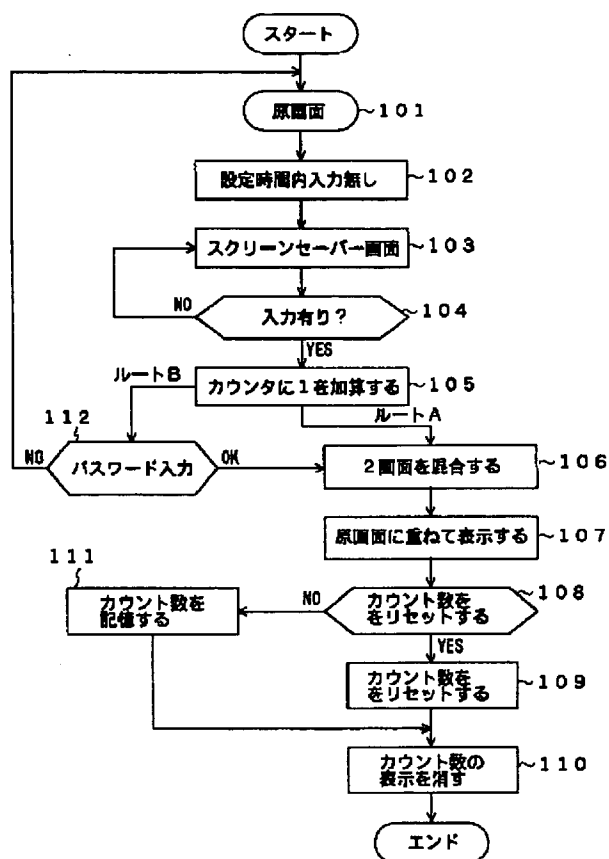 スタート
原画面
101
設定時間内入力無し
102
スクリーンセーバー画面
103
入力有り?
104
NO
YES
カウンタに1を加算する
105
ルートB
ルートA
112
パスワード入力
NO
OK
2画面を混合する
106
原画面に重ねて表示する
107
111
カウント数を
記憶する
NO
カウント数を
をリセットする
108
YES
カウント数を
をリセットする
109
カウント数の
表示を消す
110
エンド